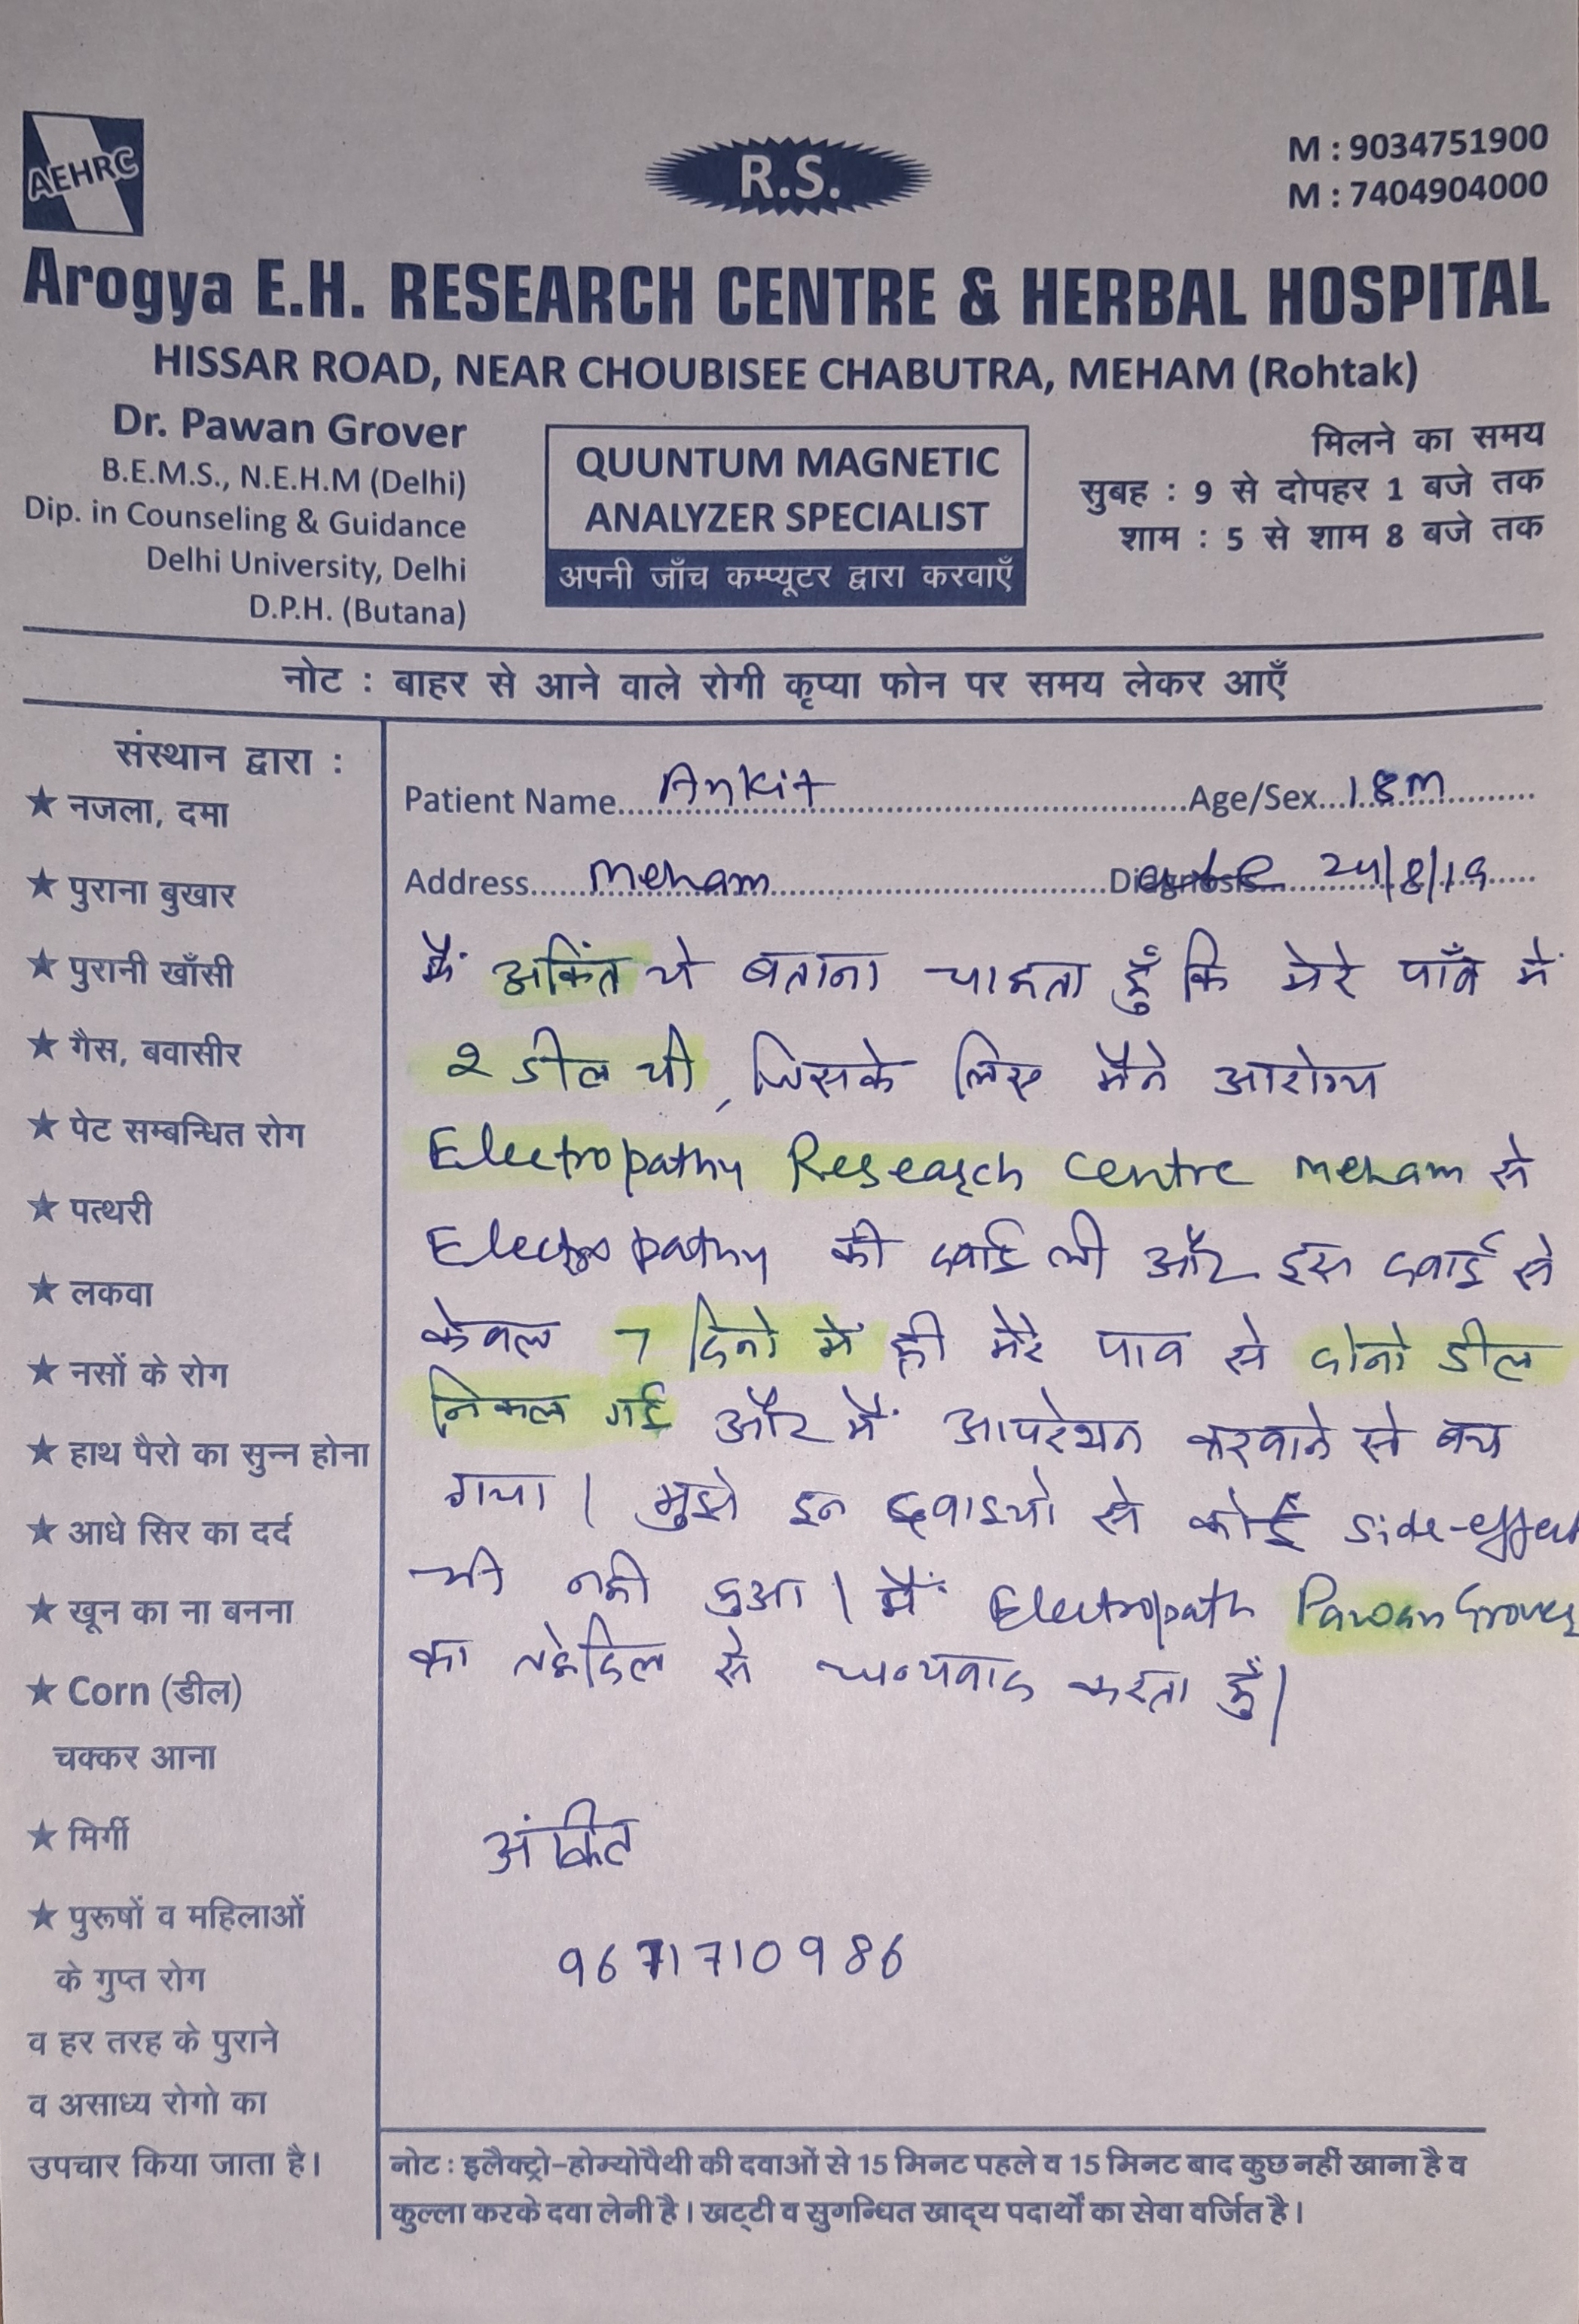 AEHRC
R.S.
M : 9034751900
M : 7404904000
Arogya E.H. RESEARCH CENTRE & HERBAL HOSPITAL
HISSAR ROAD, NEAR CHOUBISEE CHABUTRA, MEHAM (Rohtak)
Dr. Pawan Grover
B.E.M.S., N.E.H.M (Delhi)
Dip. in Counseling & Guidance
Delhi University, Delhi
D.P.H. (Butana)
QUUNTUM MAGNETIC
ANALYZER SPECIALIST
अपनी जाँच कम्प्यूटर द्वारा करवाएँ
मिलने का समय
सुबह : 9 से दोपहर 1 बजे तक
शाम : 5 से शाम 8 बजे तक
नोट : बाहर से आने वाले रोगी कृप्या फोन पर समय लेकर आएँ
संस्थान द्वारा :
★ नजला, दमा
★ पुराना बुखार
★ पुरानी खाँसी
★ गैस, बवासीर
★ पेट सम्बन्धित रोग
★ पत्थरी
★ लकवा
★ नसों के रोग
★ हाथ पैरो का सुन्न होना
★ आधे सिर का दर्द
★ खून का ना बनना
★ Corn (डील)
चक्कर आना
★ मिर्गी
★ पुरूषों व महिलाओं
के गुप्त रोग
व हर तरह के पुराने
व असाध्य रोगो का
उपचार किया जाता है।
Patient Name Ankit Age/Sex 18 m
Address Meham Diagnosis 24/8/19
मैं अकिंत ये बताना चाहता हूँ कि मेरे पाँव में
2 डील थी, जिसके लिए मैने आरोग्य
Electropathy Research Centre meham से
Electropathy की दवाई ली और इस दवाई से
केवल 7 दिनो में ही मेरे पाव से दोनो डील
निकल गई और मैं आपरेशन करवाने से बच
गया। मुझे इन दवाइयो से कोई side-effect
भी नही हुआ। मैं Electropath Pawan Grover
का तहेदिल से धन्यवाद करता हूँ।
अंकित
9671710986
नोट : इलैक्ट्रो-होम्योपैथी की दवाओं से 15 मिनट पहले व 15 मिनट बाद कुछ नहीं खाना है व
कुल्ला करके दवा लेनी है। खट्टी व सुगन्धित खाद्य पदार्थों का सेवा वर्जित है।